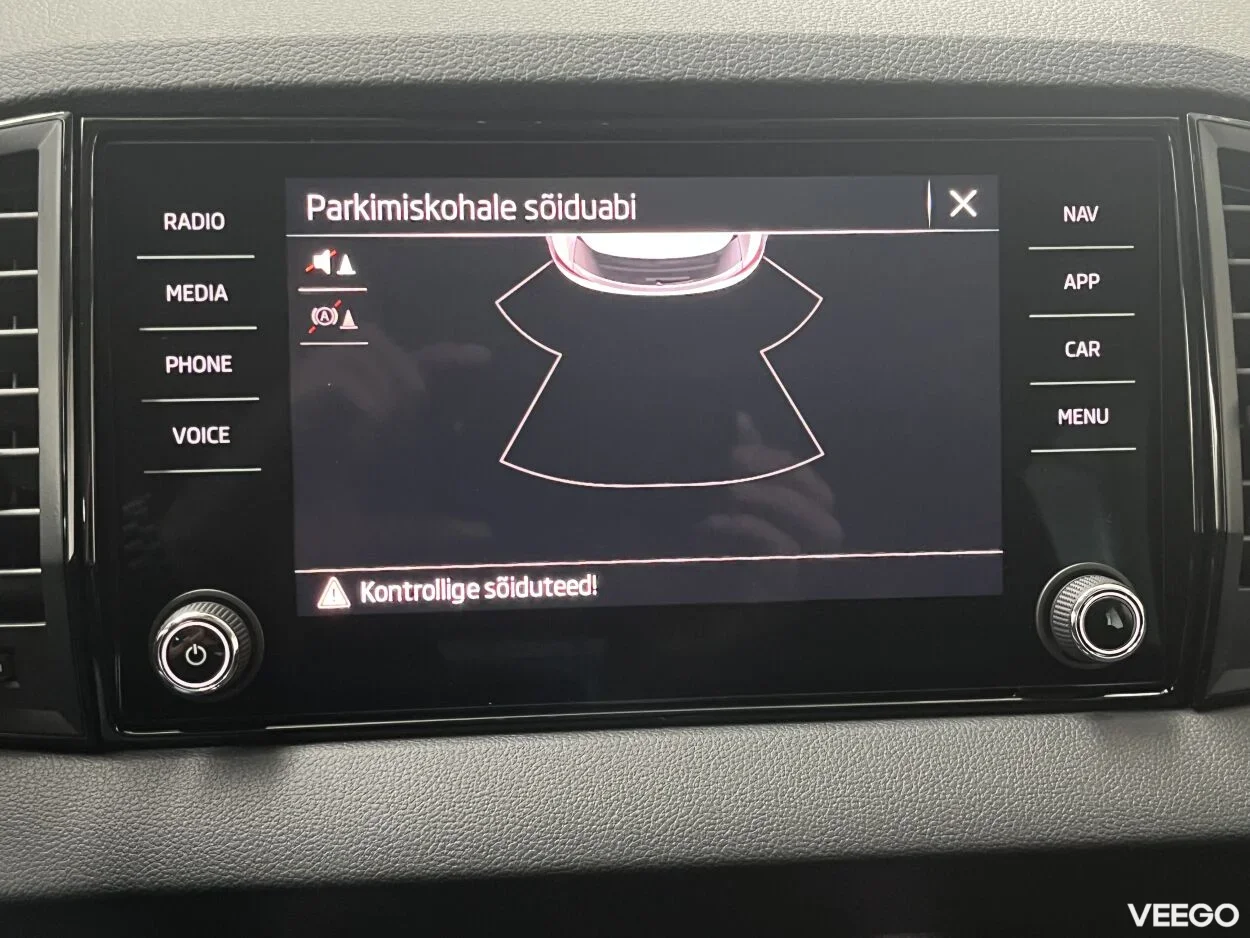 Parkimiskohale sõiduabi
RADIO
MEDIA
PHONE
VOICE
A
NAV
APP
CAR
MENU
Kontrollige sõiduteed!
VEEGO